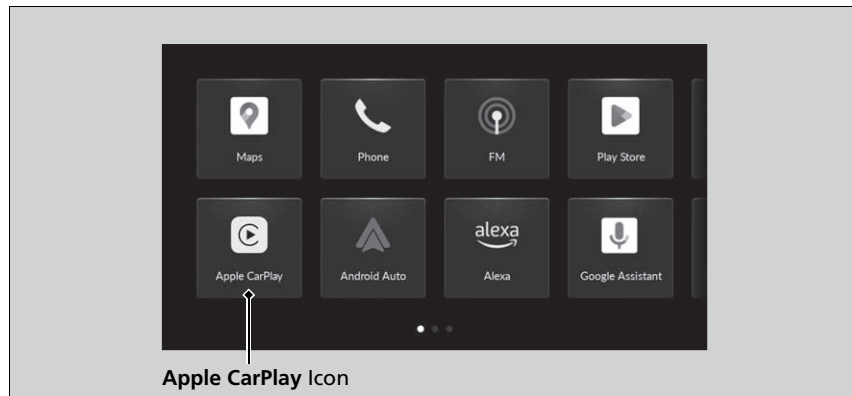 Maps
Phone
FM
Play Store
Apple CarPlay
Android Auto
alexa
Alexa
Google Assistant
Apple CarPlay Icon